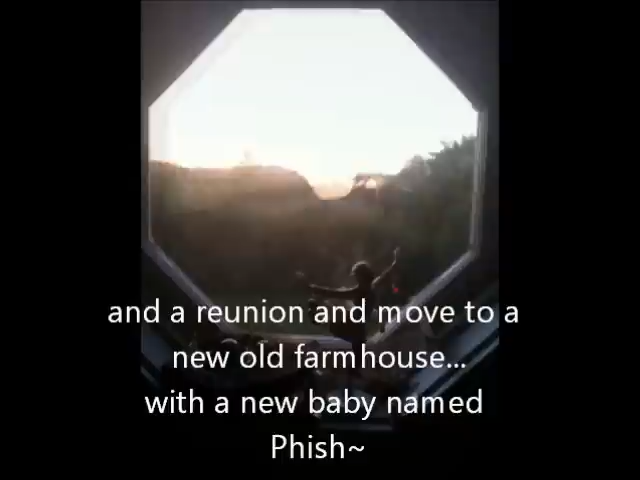 and a reunion and move to a
new old farmhouse...
with a new baby named
Phish~